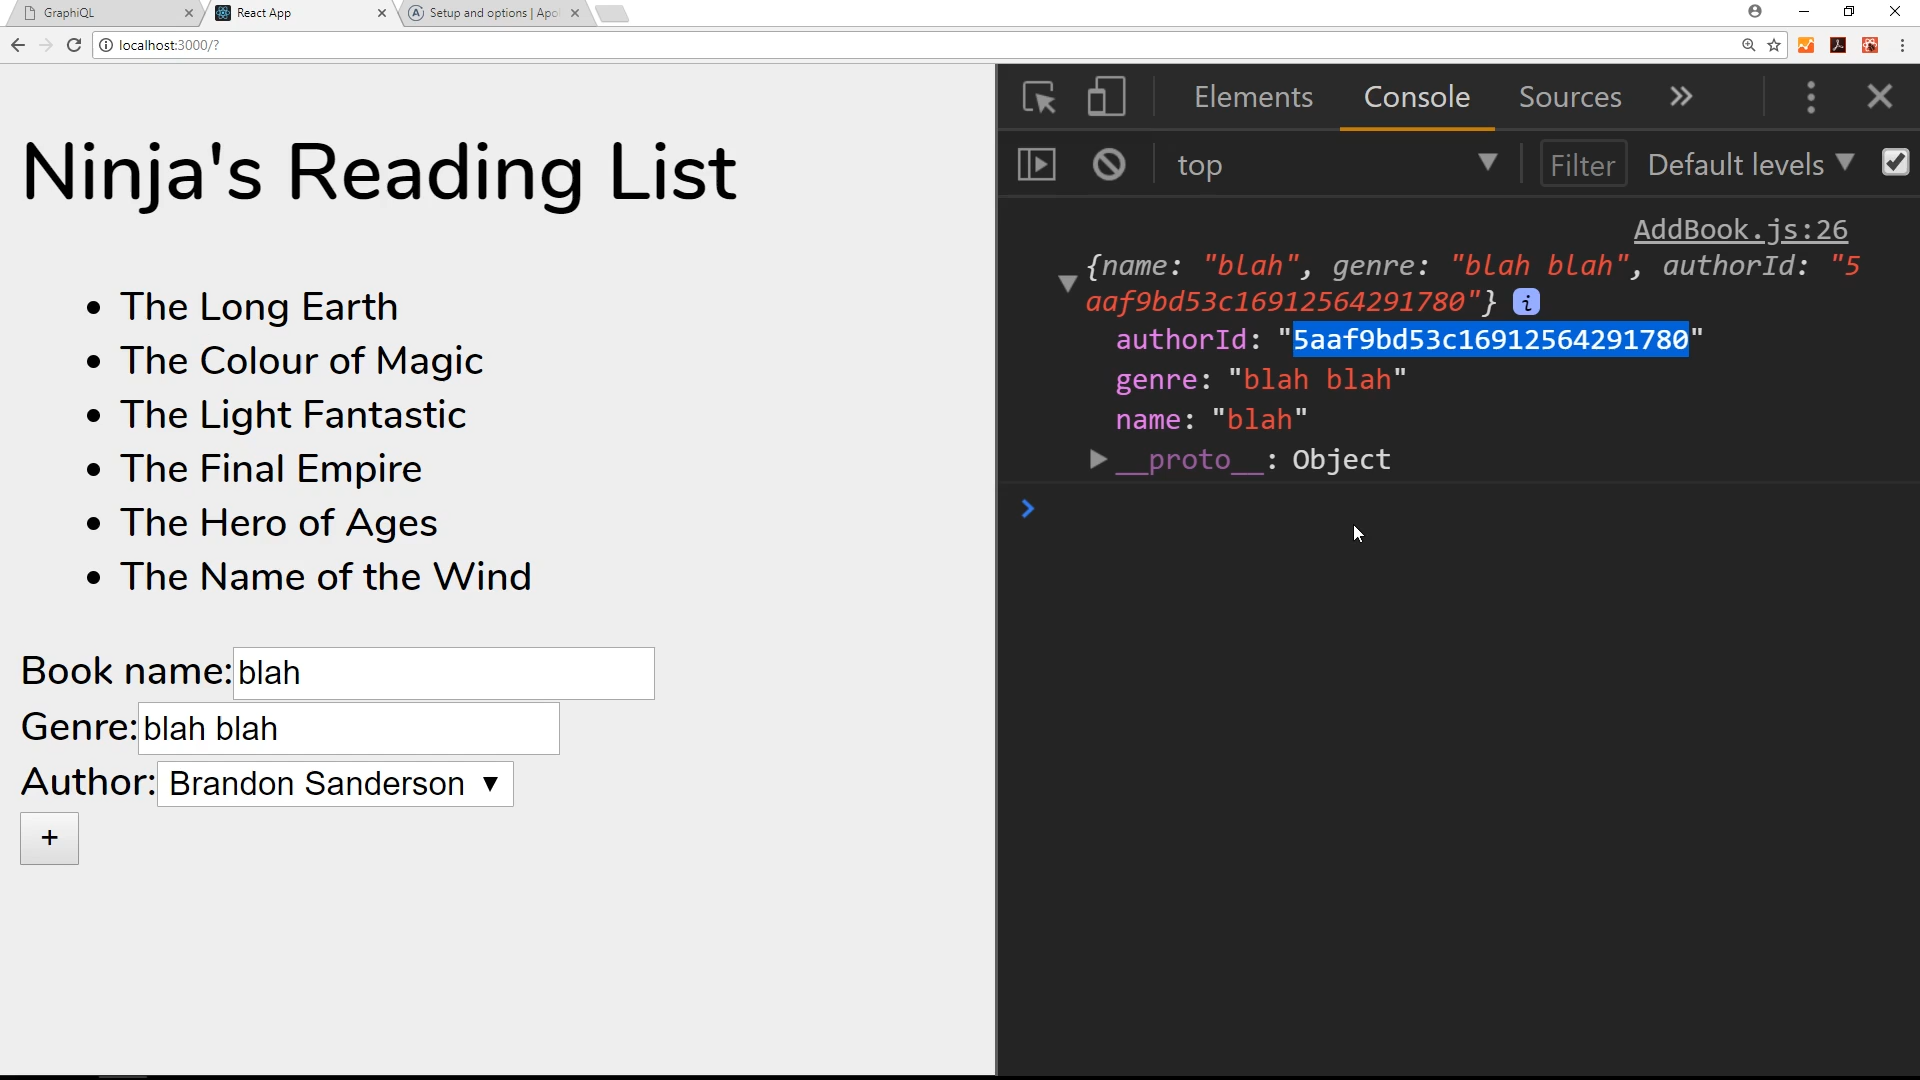 GraphiQL
React App
Setup and options | Apo
localhost:3000/?
Ninja's Reading List
• The Long Earth
• The Colour of Magic
• The Light Fantastic
• The Final Empire
• The Hero of Ages
• The Name of the Wind
Book name: blah
Genre: blah blah
Author: Brandon Sanderson ▼
+
Elements Console Sources »
top ▼ Filter Default levels ▼
AddBook.js:26
▼ {name: "blah", genre: "blah blah", authorId: "5
aaf9bd53c16912564291780"} i
authorId: "5aaf9bd53c16912564291780"
genre: "blah blah"
name: "blah"
▶ __proto__: Object